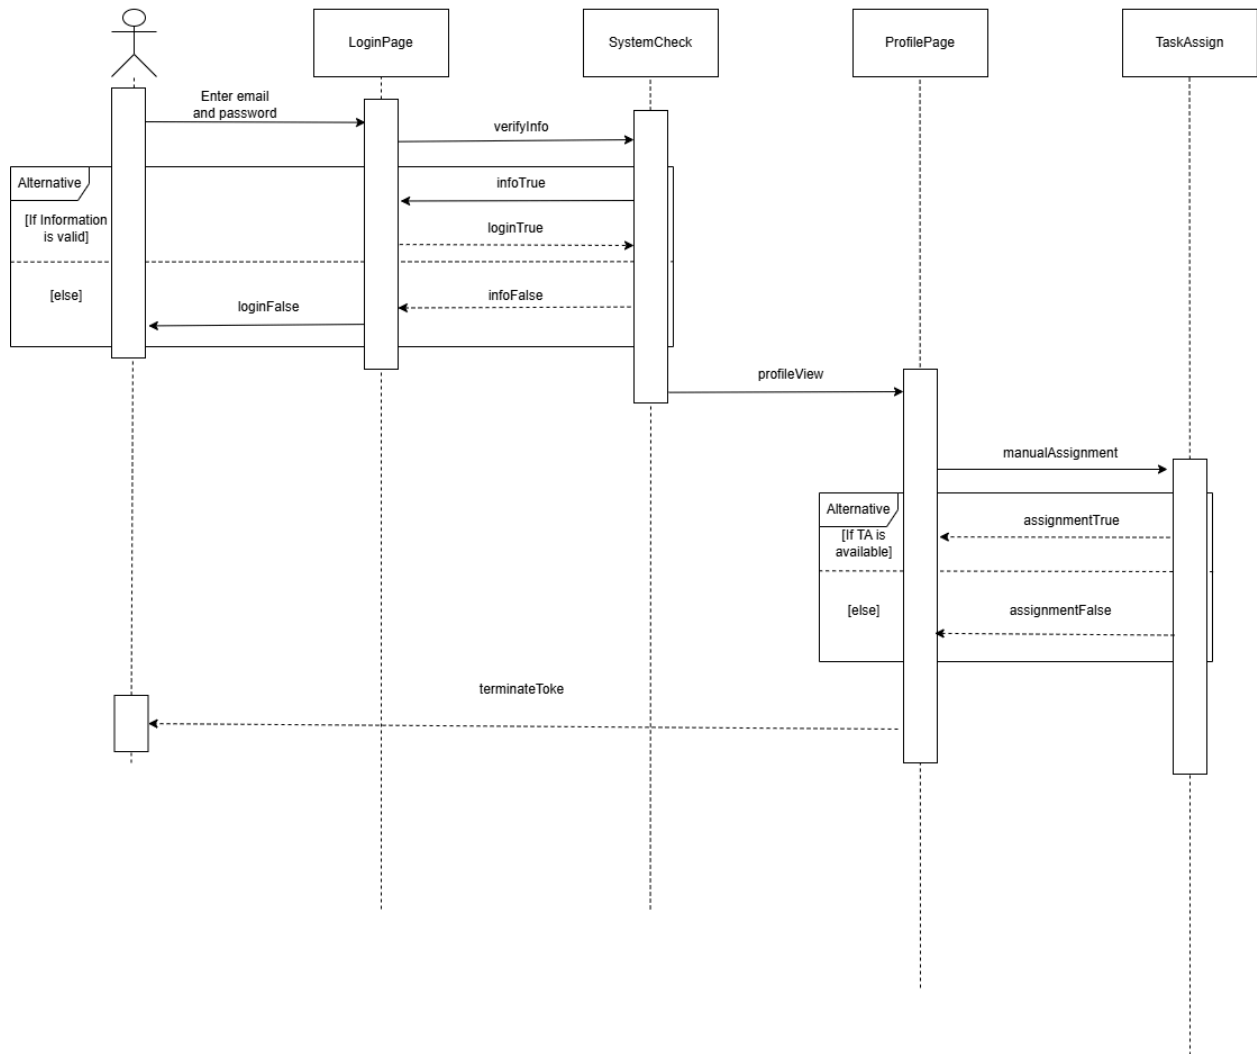 LoginPage
SystemCheck
ProfilePage
TaskAssign
Enter email
and password
verifyInfo
Alternative
infoTrue
[If Information
is valid]
loginTrue
[else]
infoFalse
loginFalse
profileView
manualAssignment
Alternative
assignmentTrue
[If TA is
available]
[else]
assignmentFalse
terminateToke